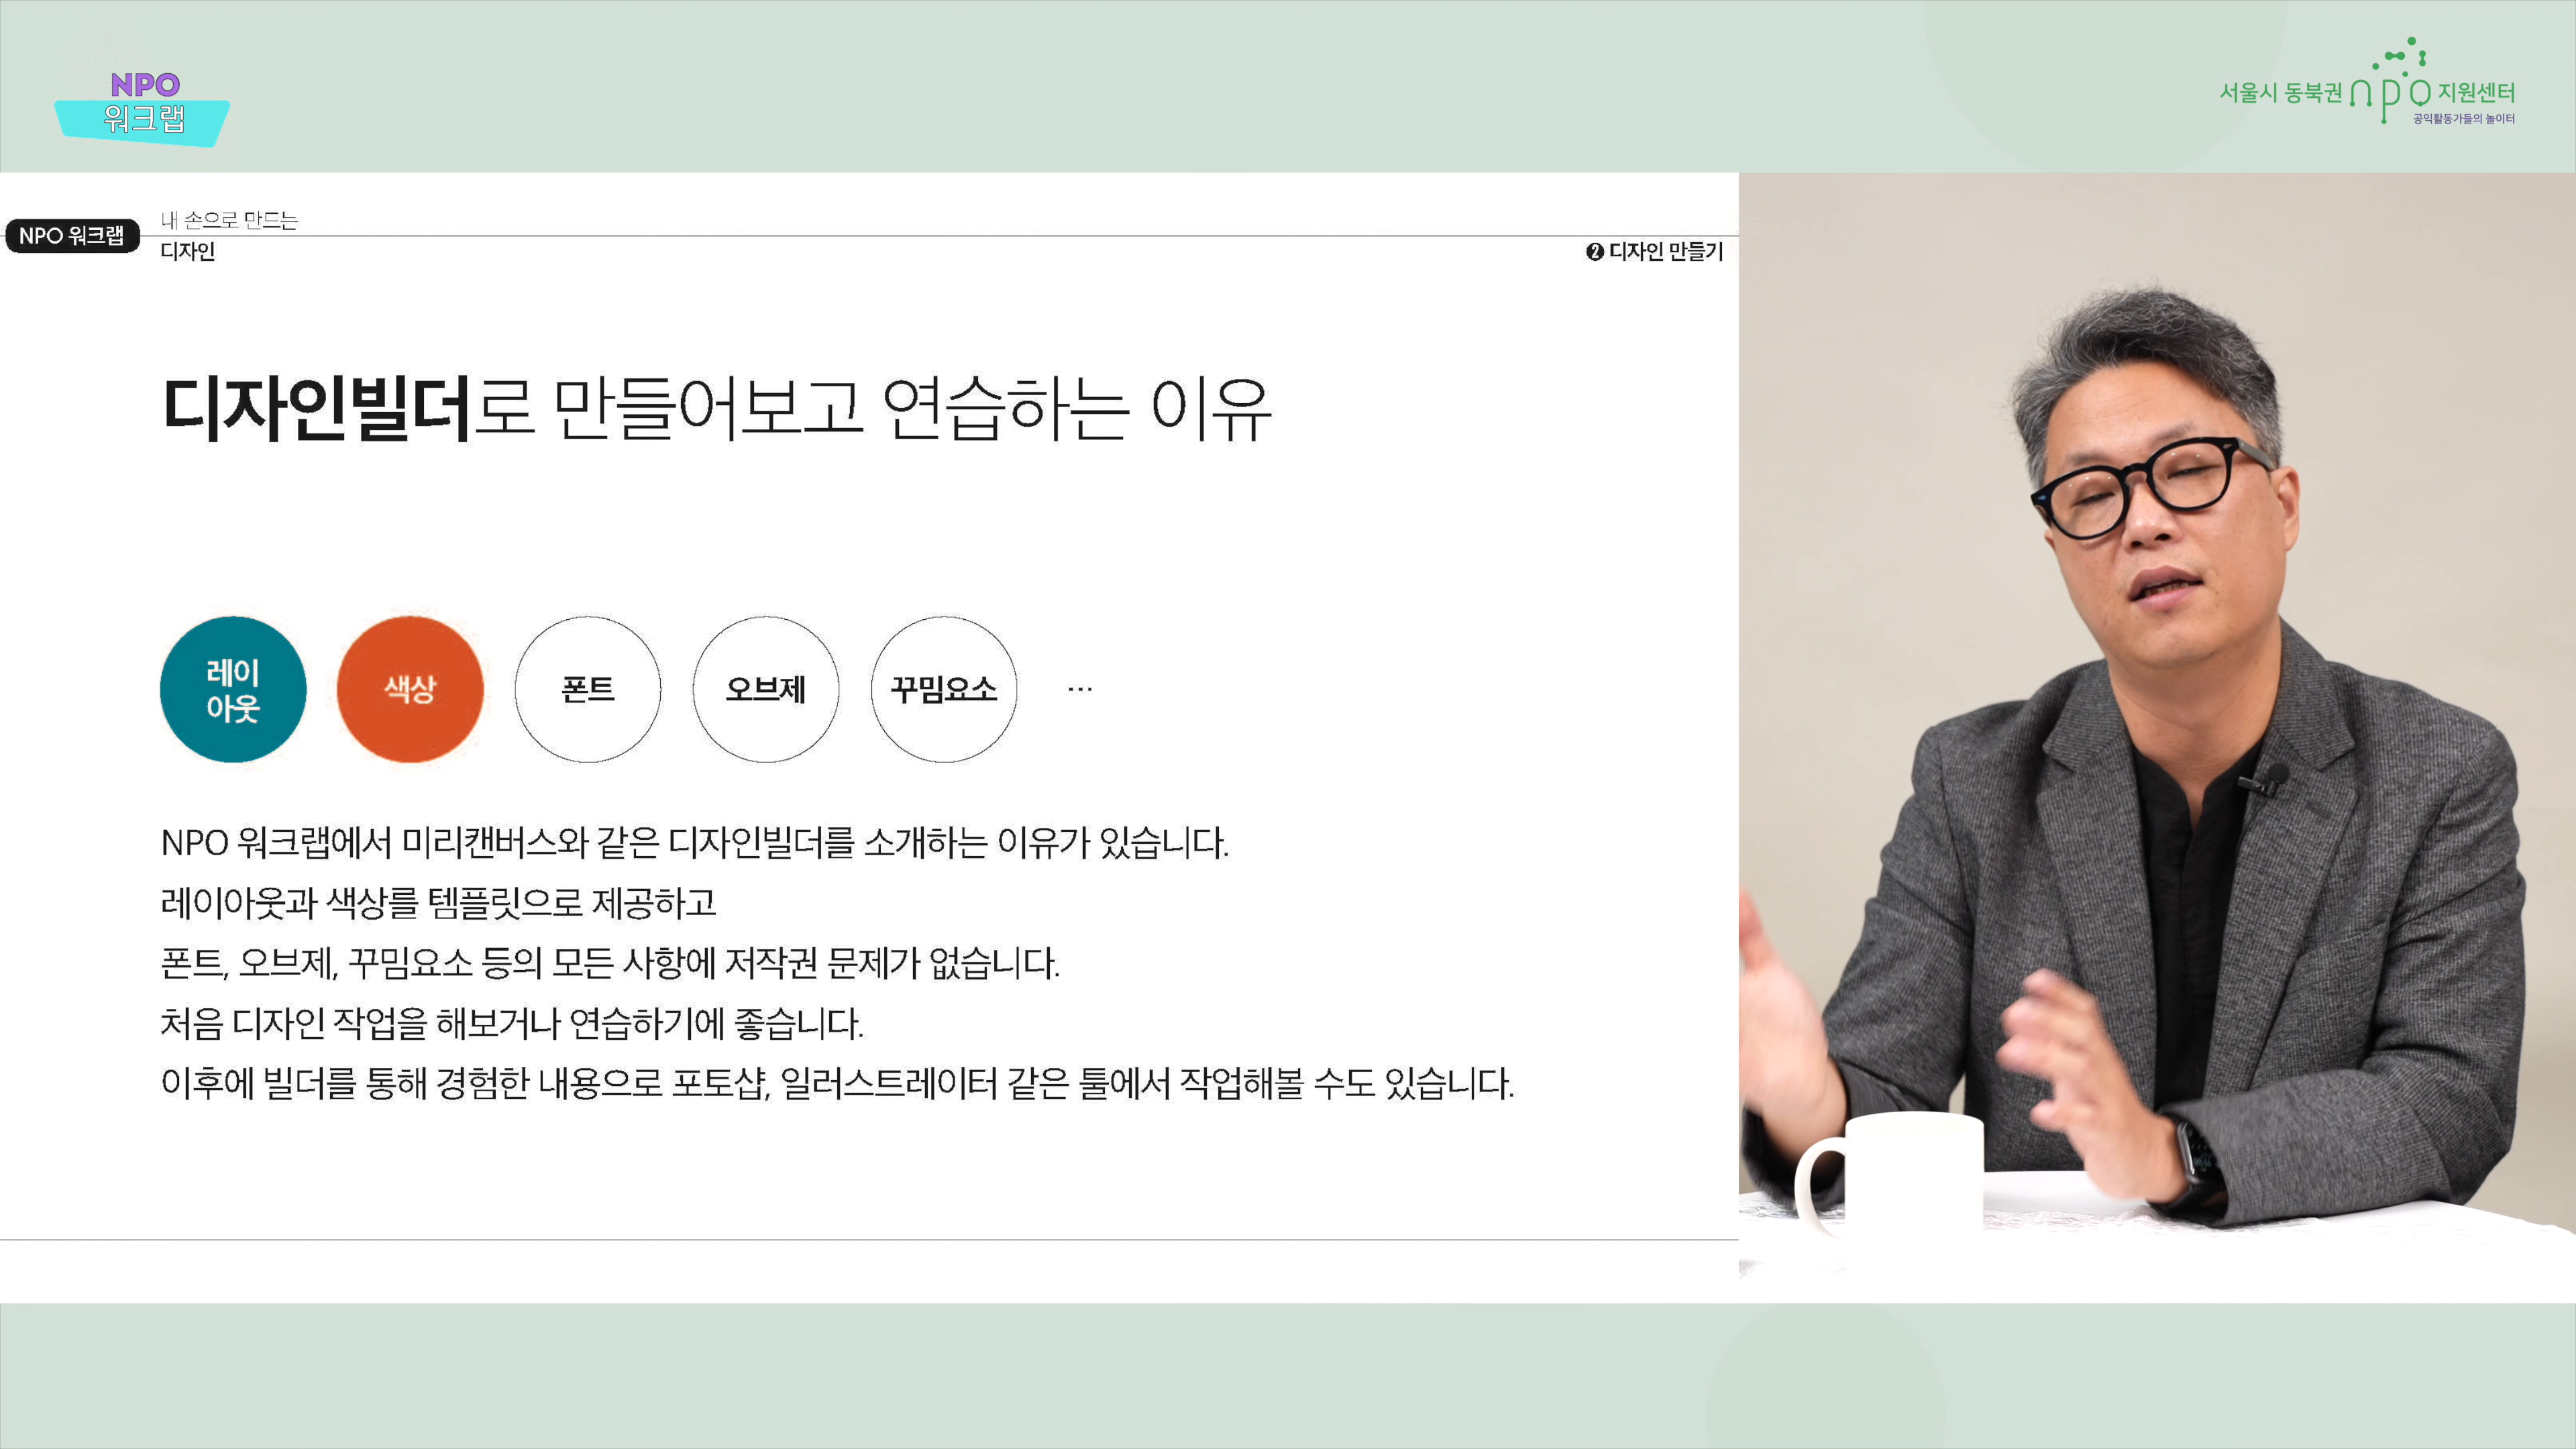 NPO
워크랩
서울시 동북권 npo 지원센터
공익활동가들의 놀이터
NPO 워크랩
내 손으로 만드는
디자인
❷ 디자인 만들기
디자인빌더로 만들어보고 연습하는 이유
레이
아웃
색상
폰트
오브제
꾸밈요소
...
NPO 워크랩에서 미리캔버스와 같은 디자인빌더를 소개하는 이유가 있습니다.
레이아웃과 색상를 템플릿으로 제공하고
폰트, 오브제, 꾸밈요소 등의 모든 사항에 저작권 문제가 없습니다.
처음 디자인 작업을 해보거나 연습하기에 좋습니다.
이후에 빌더를 통해 경험한 내용으로 포토샵, 일러스트레이터 같은 툴에서 작업해볼 수도 있습니다.